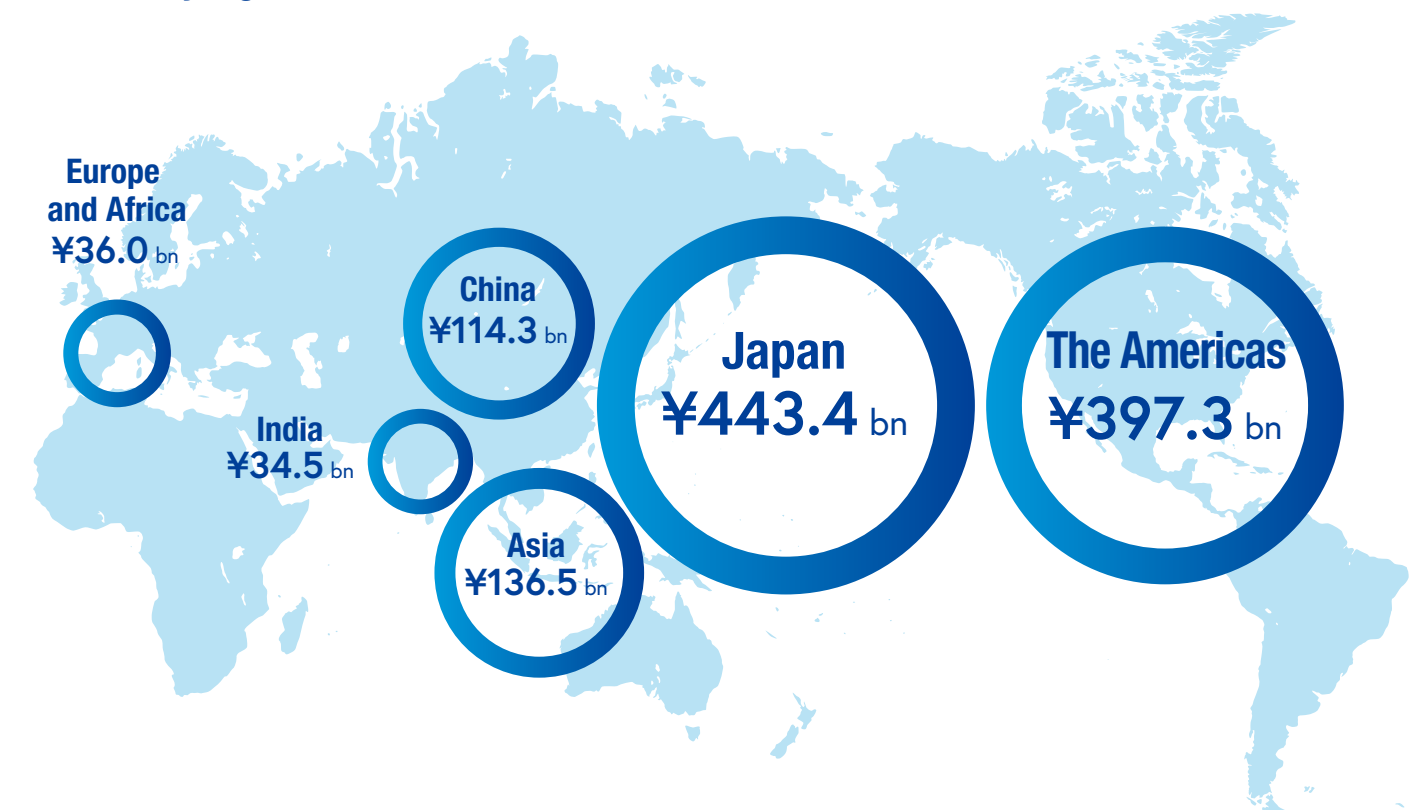 Europe
and Africa
¥36.0 bn
China
¥114.3 bn
India
¥34.5 bn
Asia
¥136.5 bn
Japan
¥443.4 bn
The Americas
¥397.3 bn